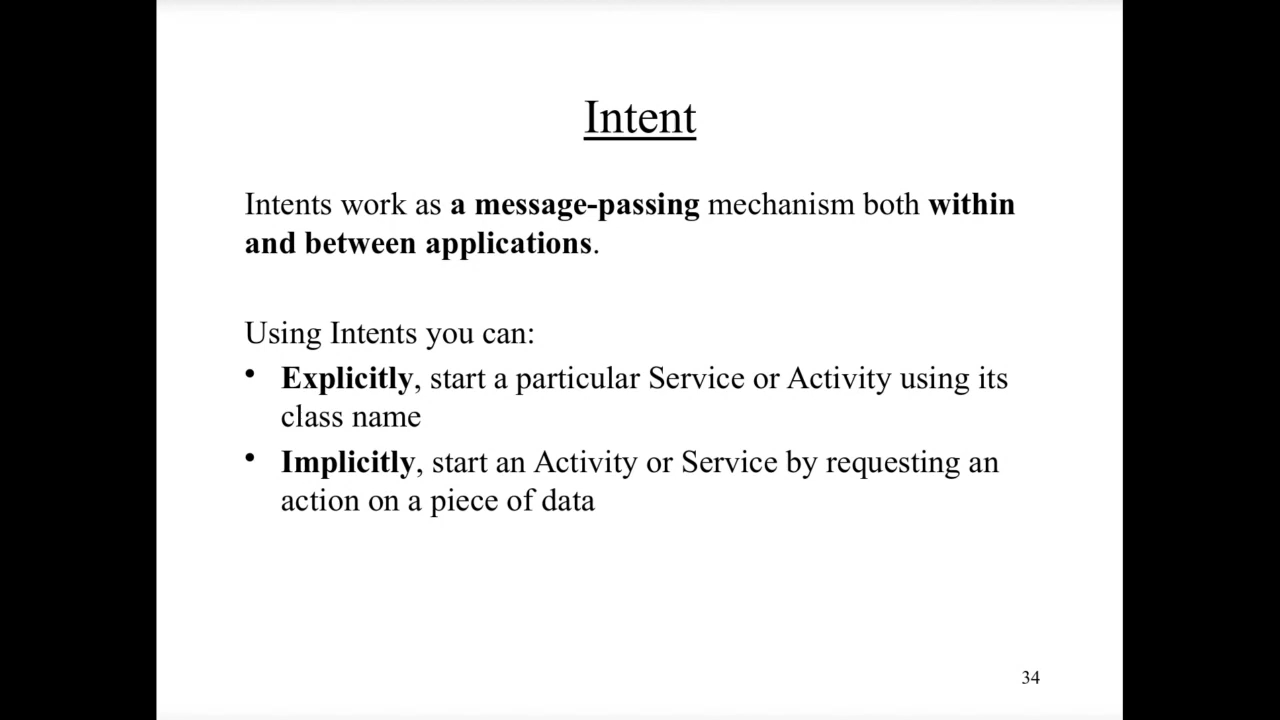 Intent
Intents work as a message-passing mechanism both within
and between applications.
Using Intents you can:
• Explicitly, start a particular Service or Activity using its
class name
• Implicitly, start an Activity or Service by requesting an
action on a piece of data
34